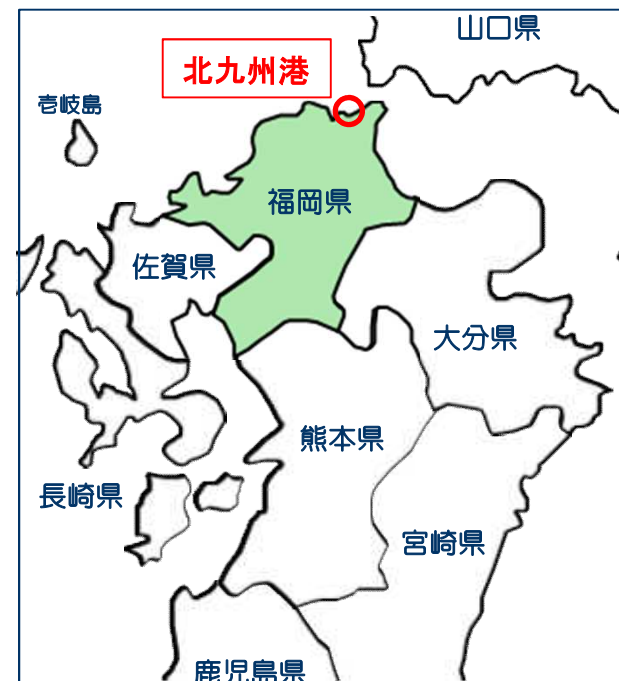 山口県
北九州港
壱岐島
福岡県
佐賀県
大分県
熊本県
長崎県
宮崎県
鹿児島県